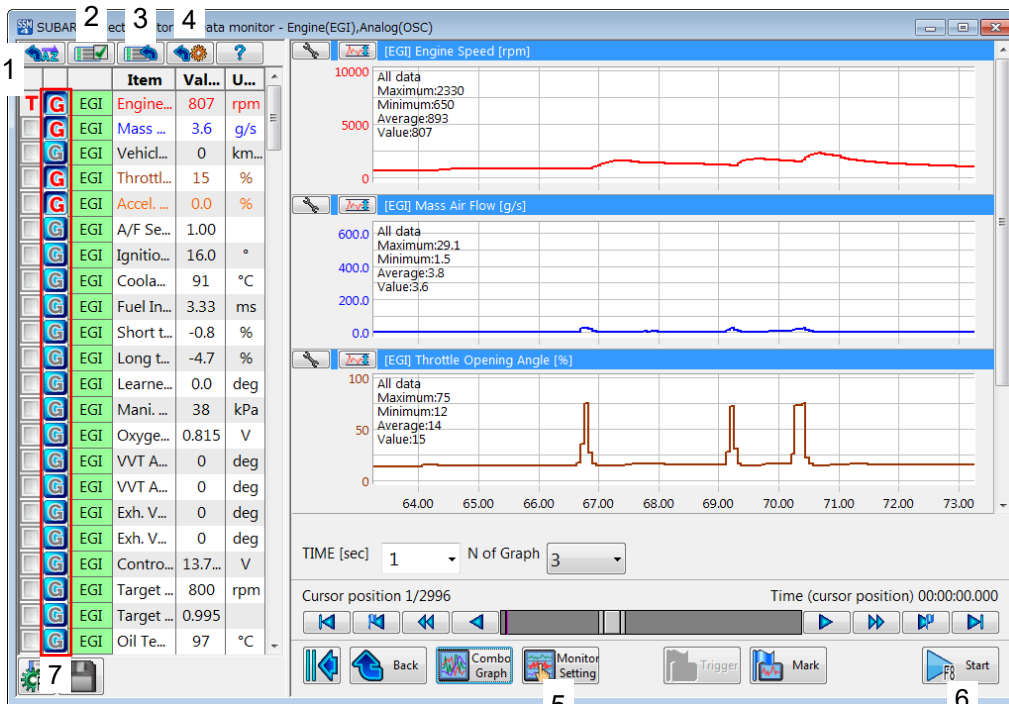 2 3 4
SUBAR ect itor ata monitor - Engine(EGI),Analog(OSC)
1
AZ ?
Item Val... U...
T G EGI Engine... 807 rpm
G EGI Mass ... 3.6 g/s
G EGI Vehicl... 0 km...
G EGI Throttl... 15 %
G EGI Accel. ... 0.0 %
G EGI A/F Se... 1.00
G EGI Ignitio... 16.0 °
G EGI Coola... 91 °C
G EGI Fuel In... 3.33 ms
G EGI Short t... -0.8 %
G EGI Long t... -4.7 %
G EGI Learne... 0.0 deg
G EGI Mani. ... 38 kPa
G EGI Oxyge... 0.815 V
G EGI VVT A... 0 deg
G EGI VVT A... 0 deg
G EGI Exh. V... 0 deg
G EGI Exh. V... 0 deg
G EGI Contro... 13.7... V
G EGI Target ... 800 rpm
G EGI Target ... 0.995
G EGI Oil Te... 97 °C
7
[EGI] Engine Speed [rpm]
10000
5000
0
All data
Maximum:2330
Minimum:650
Average:893
Value:807
[EGI] Mass Air Flow [g/s]
600.0
400.0
200.0
0.0
All data
Maximum:29.1
Minimum:1.5
Average:3.8
Value:3.6
[EGI] Throttle Opening Angle [%]
100
50
0
All data
Maximum:75
Minimum:12
Average:14
Value:15
64.00 65.00 66.00 67.00 68.00 69.00 70.00 71.00 72.00 73.00
TIME [sec] 1 N of Graph 3
Cursor position 1/2996 Time (cursor position) 00:00:00.000
Back Combo Graph Monitor Setting Trigger Mark F8 Start
5 6